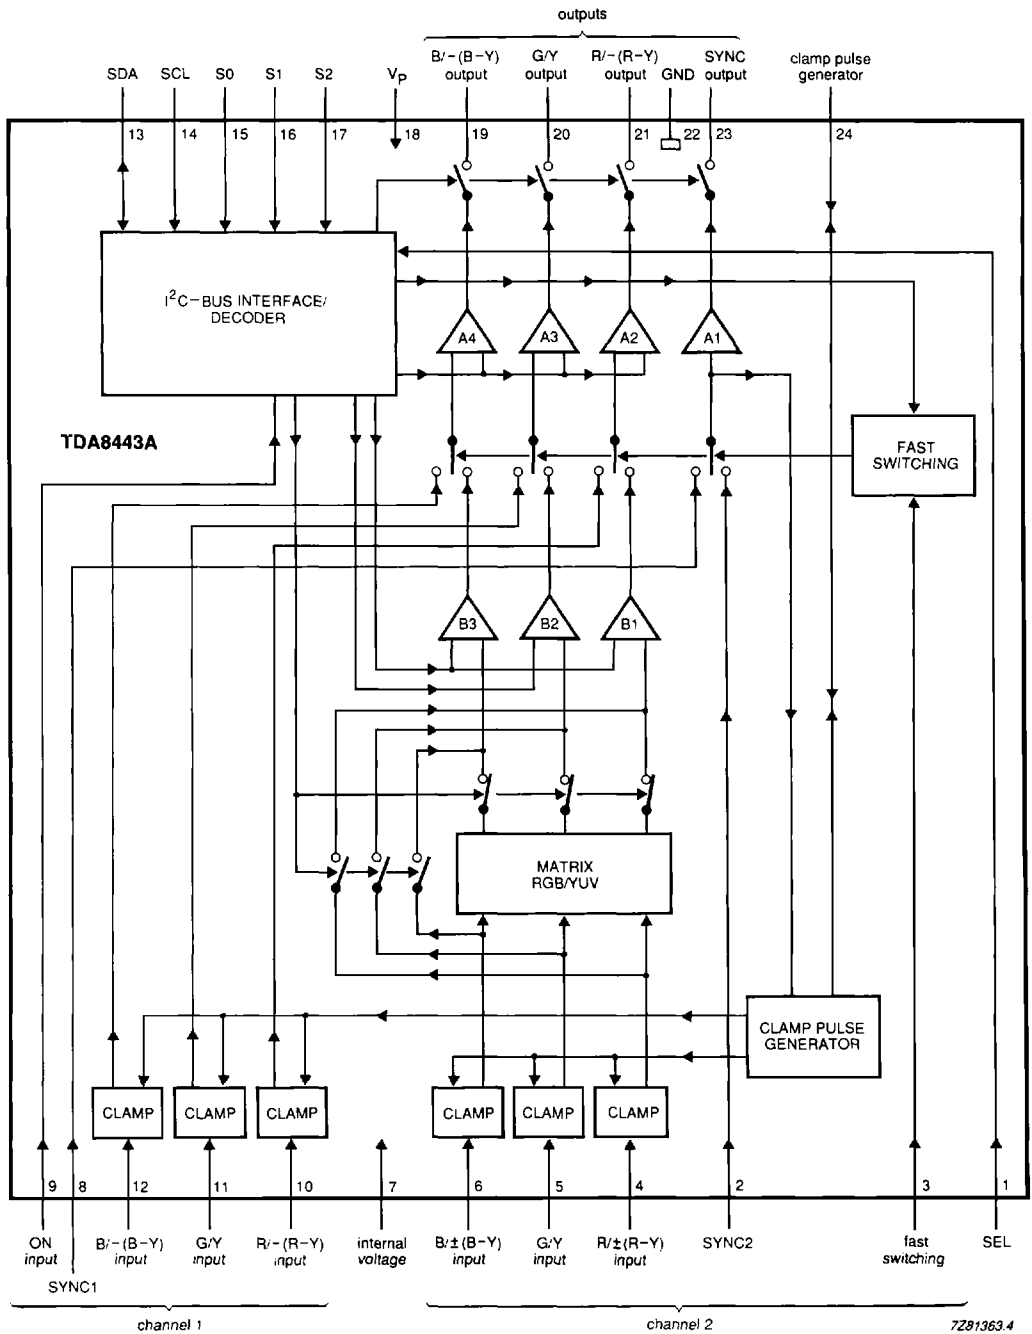 outputs
B/−(B−Y) G/Y R/−(R−Y) SYNC clamp pulse
SDA SCL S0 S1 S2 VP output output output GND output generator
13 14 15 16 17 18 19 20 21 22 23 24
I²C−BUS INTERFACE/
DECODER
A4 A3 A2 A1
TDA8443A
FAST
SWITCHING
B3 B2 B1
MATRIX
RGB/YUV
CLAMP PULSE
GENERATOR
CLAMP CLAMP CLAMP CLAMP CLAMP CLAMP
9 8 12 11 10 7 6 5 4 2 3 1
ON B/−(B−Y) G/Y R/−(R−Y) internal B/±(B−Y) G/Y R/±(R−Y) SYNC2 fast SEL
input input input input voltage input input input switching
SYNC1
channel 1 channel 2
7Z81363.4